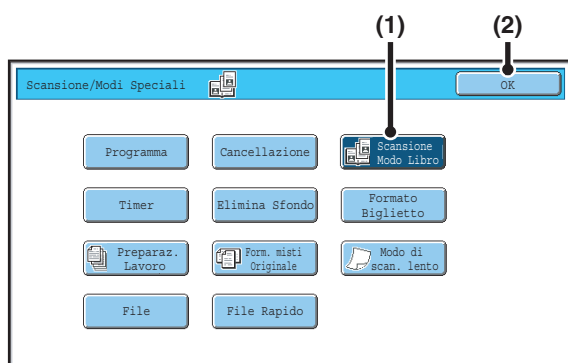 (1) (2)
Scansione/Modi Speciali OK
Programma Cancellazione Scansione
Modo Libro
Timer Elimina Sfondo Formato
Biglietto
Preparaz.
Lavoro
Form. misti
Originale
Modo di
scan. lento
File File Rapido